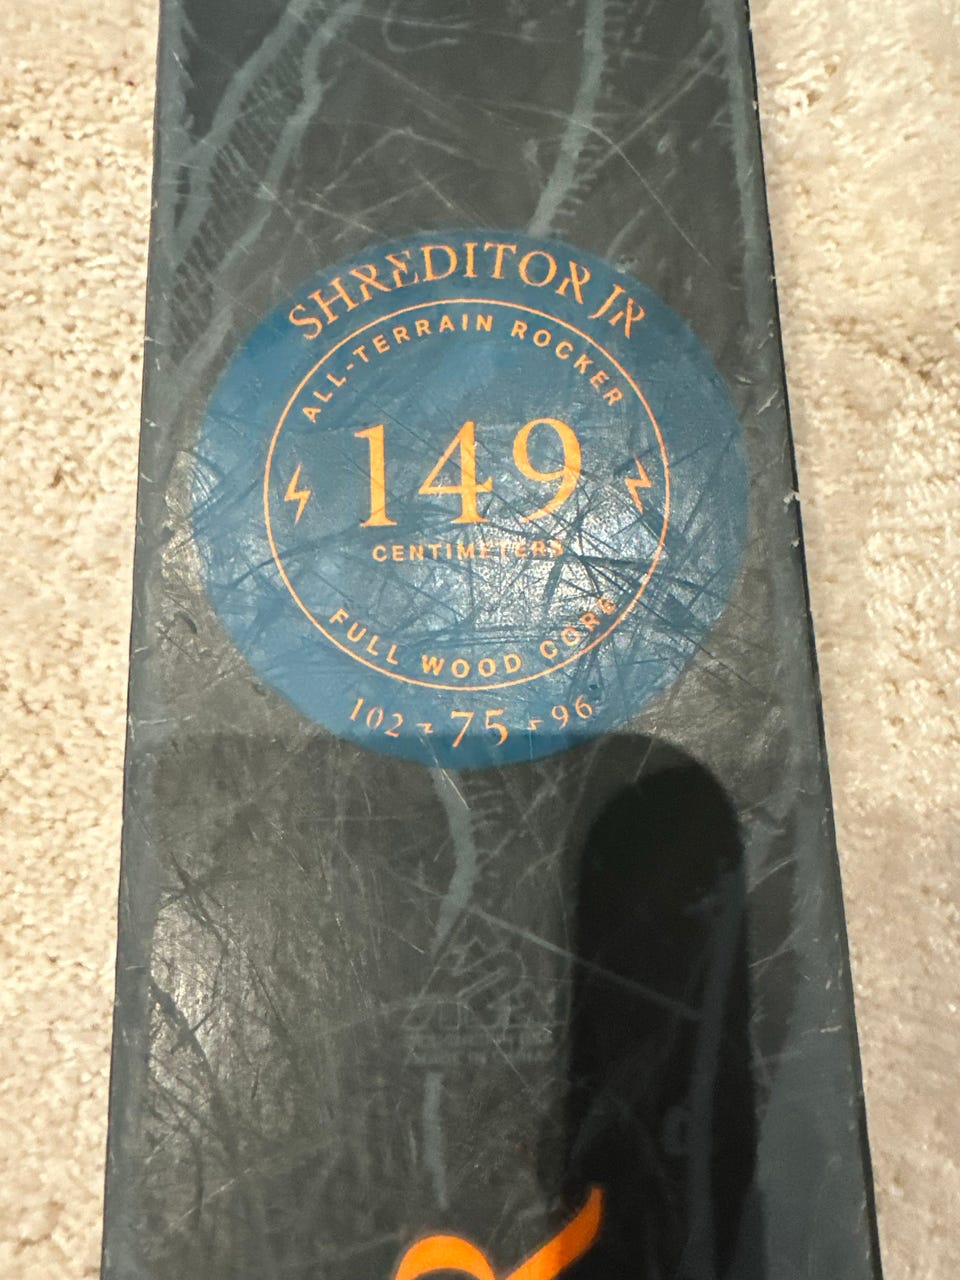 SHREDITOR JR
ALL-TERRAIN ROCKER
149
CENTIMETERS
FULL WOOD CORE
102 75 96